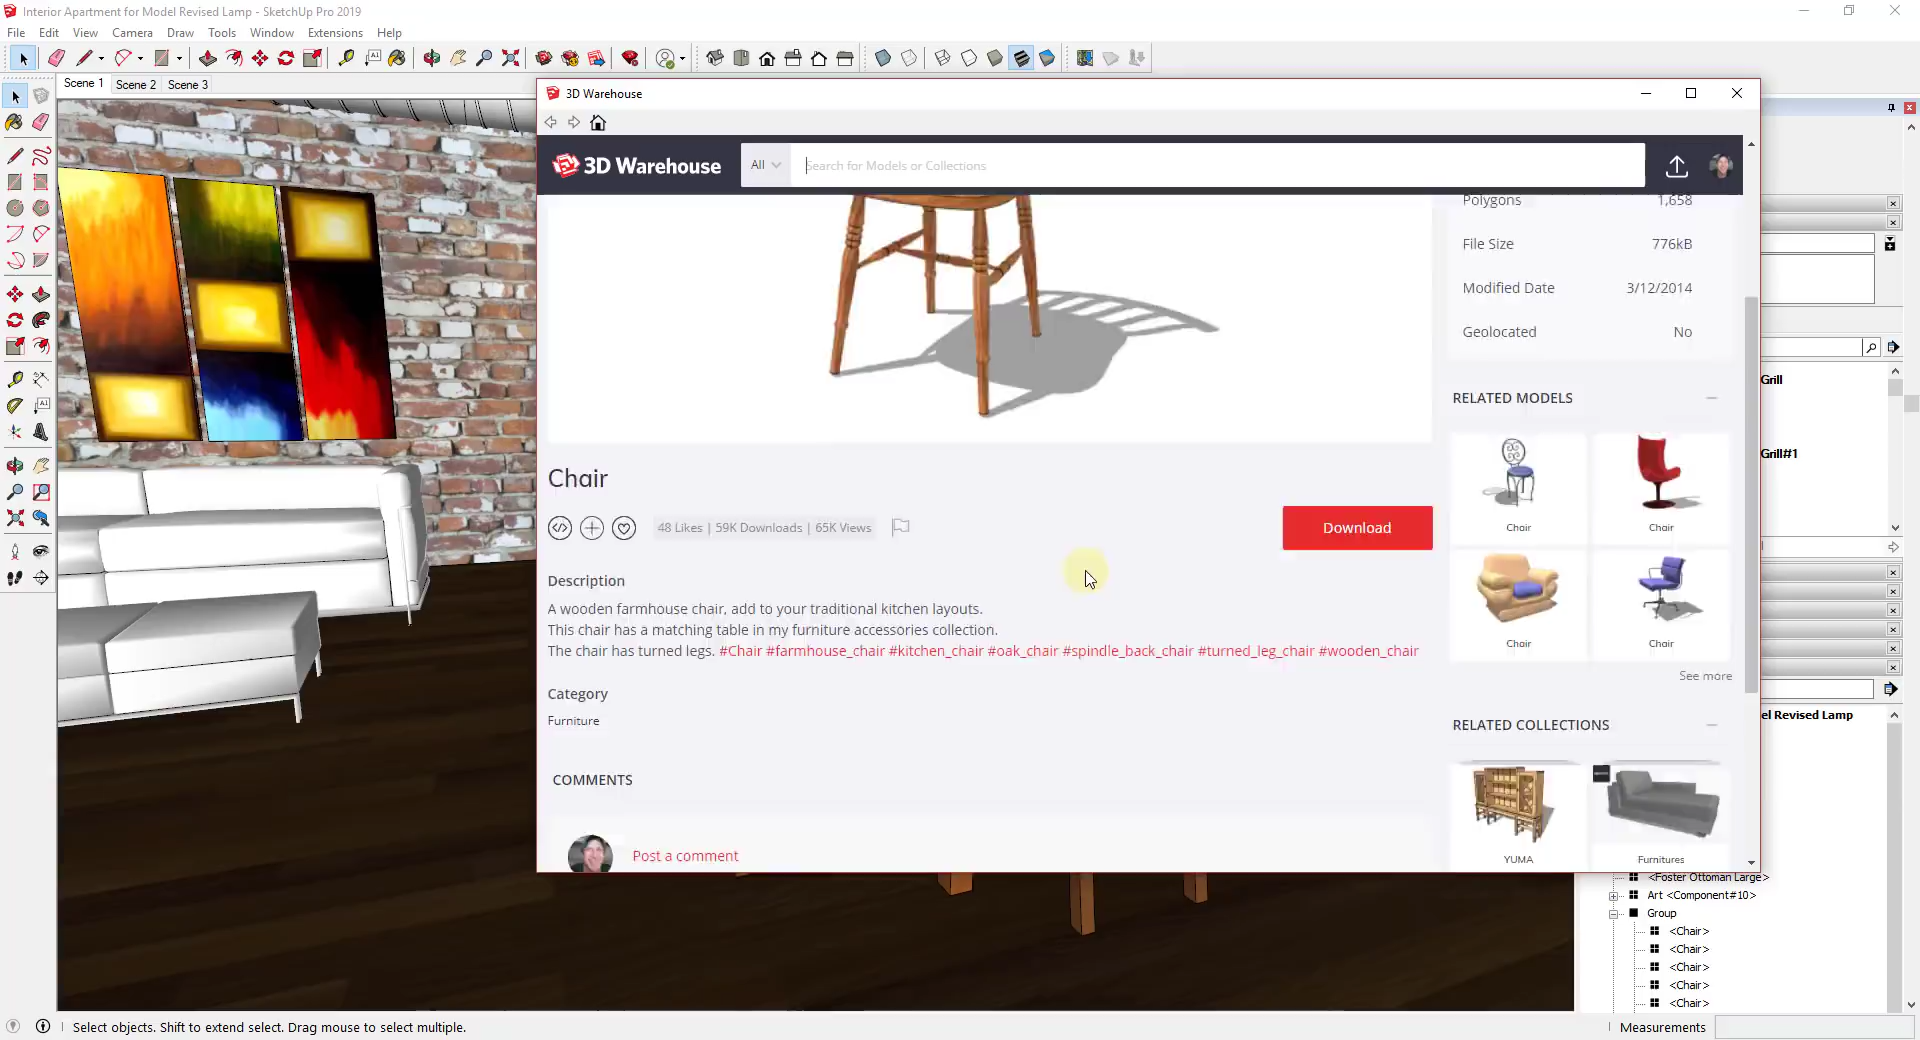 Interior Apartment for Model Revised Lamp - SketchUp Pro 2019
File Edit View Camera Draw Tools Window Extensions Help
Scene 1 Scene 2 Scene 3
3D Warehouse
3D Warehouse All Search for Models or Collections
Polygons 1,658
File Size 776kB
Modified Date 3/12/2014
Geolocated No
RELATED MODELS
Chair Chair
Chair Chair
See more
RELATED COLLECTIONS
YUMA Furnitures
Chair
48 Likes | 59K Downloads | 65K Views
Download
Description
A wooden farmhouse chair, add to your traditional kitchen layouts.
This chair has a matching table in my furniture accessories collection.
The chair has turned legs. #Chair #farmhouse_chair #kitchen_chair #oak_chair #spindle_back_chair #turned_leg_chair #wooden_chair
Category
Furniture
COMMENTS
Post a comment
Grill
Grill#1
el Revised Lamp
<Foster Ottoman Large>
Art <Component#10>
Group
<Chair>
<Chair>
<Chair>
<Chair>
<Chair>
Select objects. Shift to extend select. Drag mouse to select multiple.
Measurements